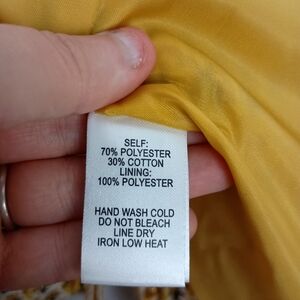 SELF:
70% POLYESTER
30% COTTON
LINING:
100% POLYESTER
HAND WASH COLD
DO NOT BLEACH
LINE DRY
IRON LOW HEAT